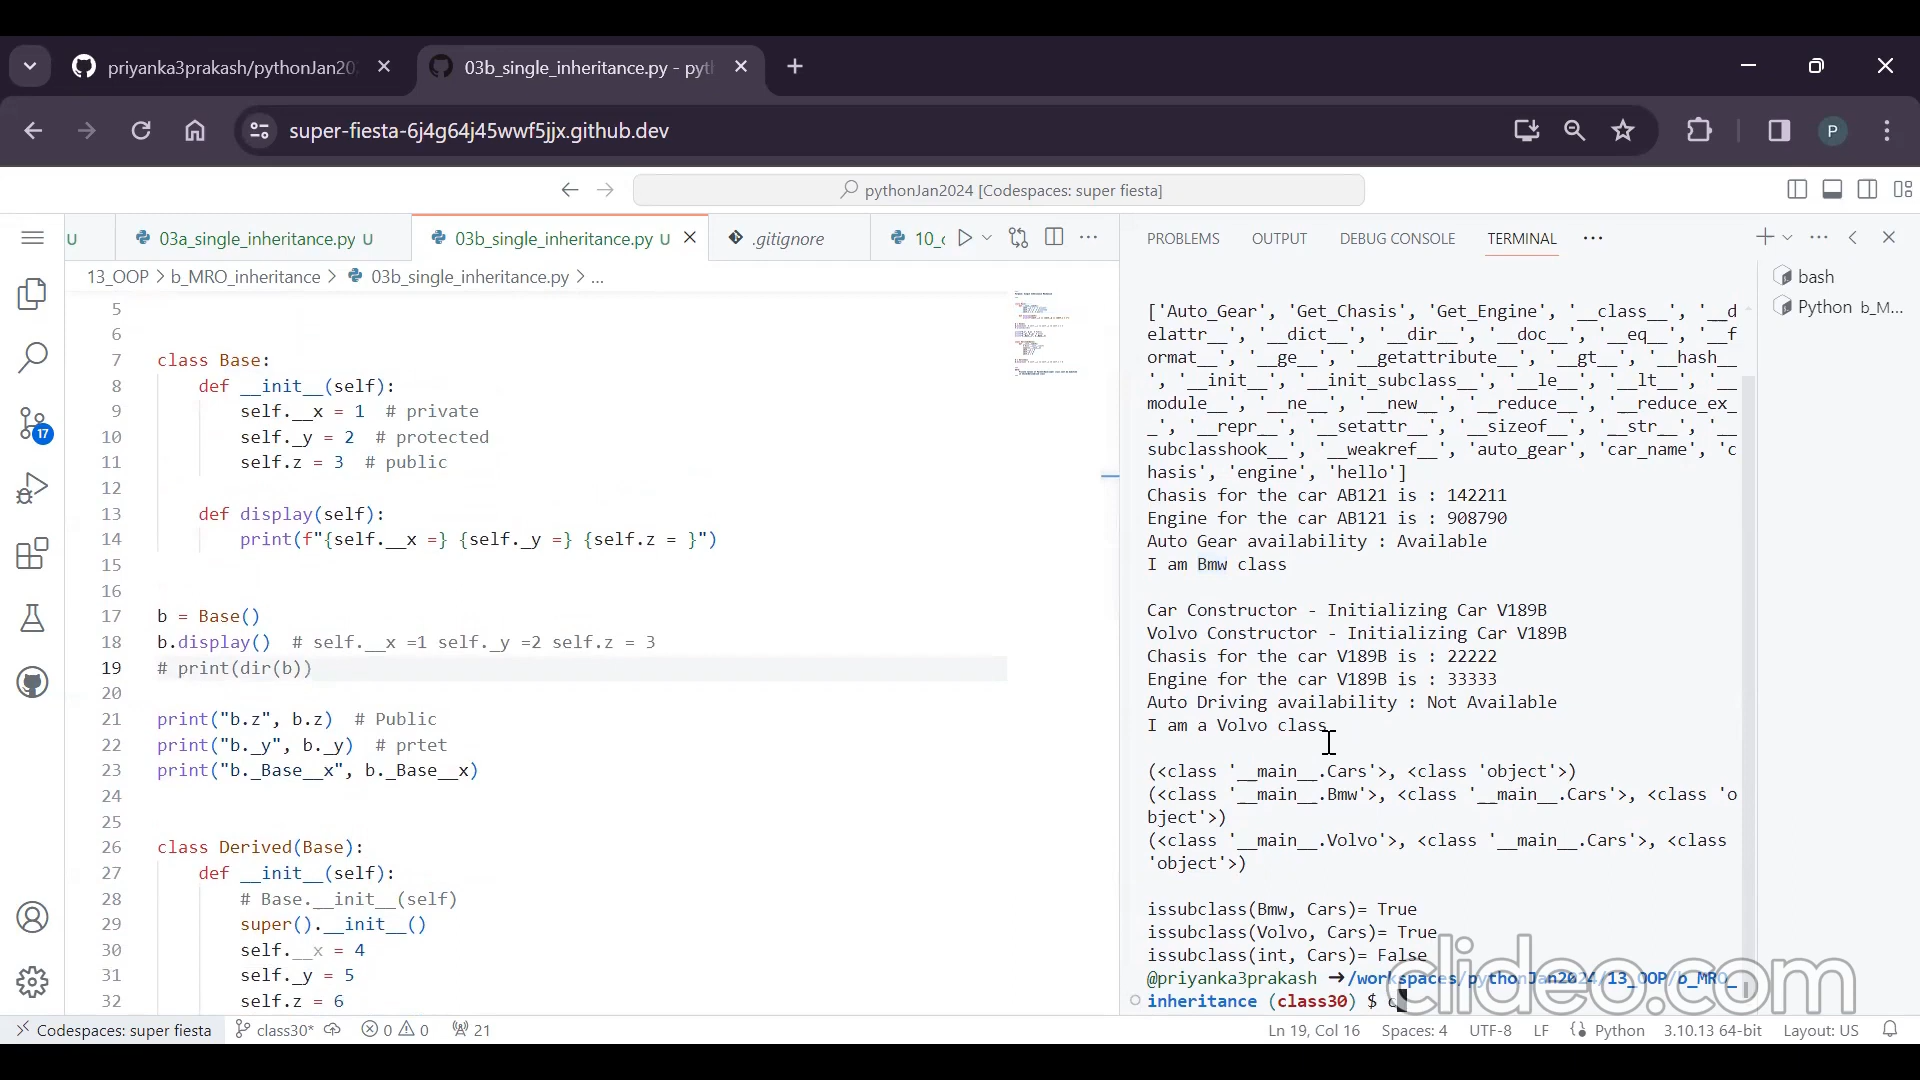 priyanka3prakash/pythonJan20
03b_single_inheritance.py - pyt
super-fiesta-6j4g64j45wwf5jjx.github.dev
P
pythonJan2024 [Codespaces: super fiesta]
U
03a_single_inheritance.py U
03b_single_inheritance.py U
.gitignore
10_c
13_OOP > b_MRO_inheritance > 03b_single_inheritance.py > ...
5
6
7 class Base:
8 def __init__(self):
9 self.__x = 1 # private
10 self._y = 2 # protected
11 self.z = 3 # public
12
13 def display(self):
14 print(f"{self.__x =} {self._y =} {self.z = }")
15
16
17 b = Base()
18 b.display() # self.__x =1 self._y =2 self.z = 3
19 # print(dir(b))
20
21 print("b.z", b.z) # Public
22 print("b._y", b._y) # prtet
23 print("b._Base__x", b._Base__x)
24
25
26 class Derived(Base):
27 def __init__(self):
28 # Base.__init__(self)
29 super().__init__()
30 self.__x = 4
31 self._y = 5
32 self.z = 6
17
PROBLEMS OUTPUT DEBUG CONSOLE TERMINAL ...
bash
Python b_M...
['Auto_Gear', 'Get_Chasis', 'Get_Engine', '__class__', '__d
elattr__', '__dict__', '__dir__', '__doc__', '__eq__', '__f
ormat__', '__ge__', '__getattribute__', '__gt__', '__hash__
', '__init__', '__init_subclass__', '__le__', '__lt__', '__
module__', '__ne__', '__new__', '__reduce__', '__reduce_ex_
_', '__repr__', '__setattr__', '__sizeof__', '__str__', '__
subclasshook__', '__weakref__', 'auto_gear', 'car_name', 'c
hasis', 'engine', 'hello']
Chasis for the car AB121 is : 142211
Engine for the car AB121 is : 908790
Auto Gear availability : Available
I am Bmw class
Car Constructor - Initializing Car V189B
Volvo Constructor - Initializing Car V189B
Chasis for the car V189B is : 22222
Engine for the car V189B is : 33333
Auto Driving availability : Not Available
I am a Volvo class
(<class '__main__.Cars'>, <class 'object'>)
(<class '__main__.Bmw'>, <class '__main__.Cars'>, <class 'o
bject'>)
(<class '__main__.Volvo'>, <class '__main__.Cars'>, <class
'object'>)
issubclass(Bmw, Cars)= True
issubclass(Volvo, Cars)= True
issubclass(int, Cars)= False
@priyanka3prakash ➜/workspaces/pythonJan2024/13_OOP/b_MRO_
inheritance (class30) $ c
clideo.com
Codespaces: super fiesta class30* 0 0 21 Ln 19, Col 16 Spaces: 4 UTF-8 LF Python 3.10.13 64-bit Layout: US